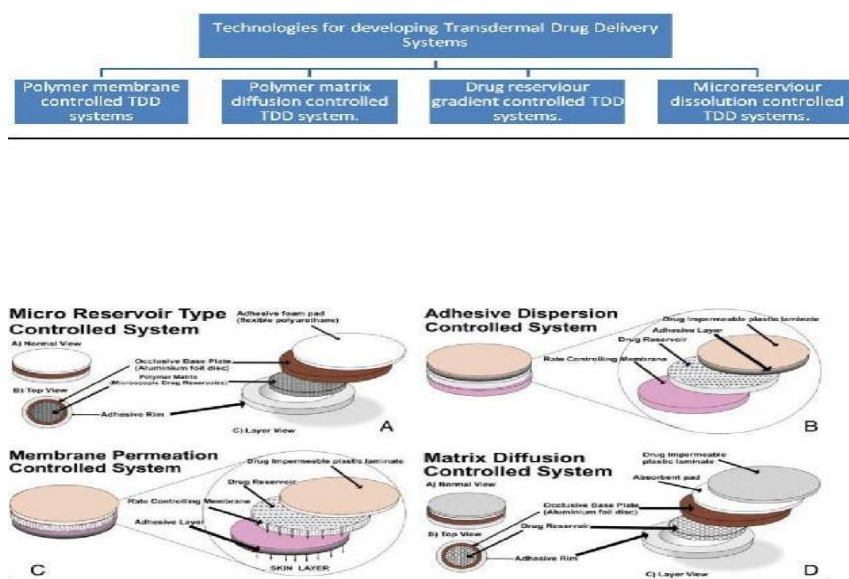 Technologies for developing Transdermal Drug Delivery
Systems
Polymer membrane
controlled TDD
systems
Polymer matrix
diffusion controlled
TDD system.
Drug reserviour
gradient controlled TDD
systems.
Microreserviour
dissolution controlled
TDD systems.
Micro Reservoir Type
Controlled System
Adhesive foam pad
(flexible polyurethane)
A) Normal View
Occlusive Base Plate
(Aluminium foil disc)
Polymer Matrix
(Microscopic Drug Reservoirs)
B) Top View
Adhesive Rim
C) Layer View
A
Adhesive Dispersion
Controlled System
Drug Impermeable plastic laminate
Adhesive Layer
Drug Reservoir
Rate Controlling Membrane
B
Membrane Permeation
Controlled System
Drug Impermeable plastic laminate
Drug Reservoir
Rate Controlling Membrane
Adhesive Layer
SKIN LAYER
C
Matrix Diffusion
Controlled System
Drug Impermeable
plastic laminate
Absorbent pad
A) Normal View
Occlusive Base Plate
(Aluminium foil disc)
Drug Reservoir
B) Top View
Adhesive Rim
C) Layer View
D